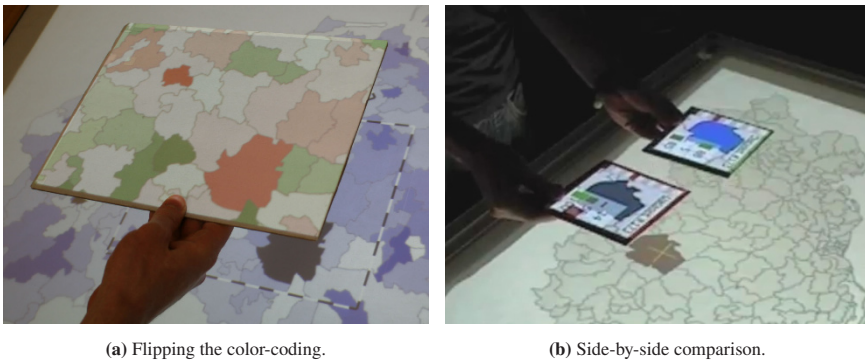 (a) Flipping the color-coding.
(b) Side-by-side comparison.